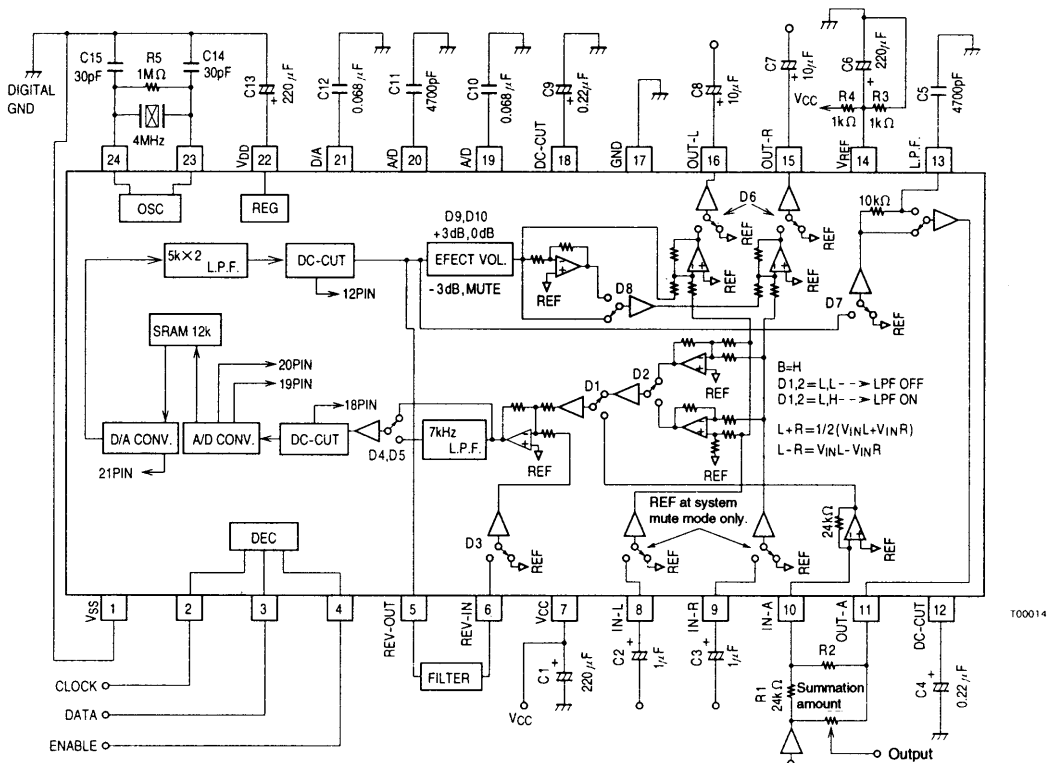 C15
30pF
R5
1MΩ
C14
30pF
DIGITAL
GND
4MHz
C13
220μF
+
C12
0.068μF
C11
4700pF
C10
0.068μF
C9
0.22μF
+
C8
10μF
+
C7
10μF
+
C6
220μF
+
VCC
R4
1kΩ
R3
1kΩ
C5
4700pF
24
23
VDD
22
D/A
21
A/D
20
A/D
19
DC-CUT
18
GND
17
OUT-L
16
OUT-R
15
VREF
14
L.P.F.
13
OSC
REG
D6
REF
REF
10kΩ
D9,D10
+3dB,0dB
5k×2
L.P.F.
DC-CUT
12PIN
EFECT VOL.
-3dB,MUTE
REF
D8
REF
REF
D7
REF
SRAM 12k
20PIN
19PIN
18PIN
D/A CONV.
A/D CONV.
DC-CUT
21PIN
D4,D5
7kHz
L.P.F.
REF
D1
D2
REF
REF
B=H
D1,2=L,L--> LPF OFF
D1,2=L,H--> LPF ON
L+R=1/2(VINL+VINR)
L-R=VINL-VINR
REF at system
mute mode only.
24kΩ
REF
DEC
D3
REF
REF
REF
VSS
1
2
3
4
REV-OUT
5
REV-IN
6
VCC
7
IN-L
8
IN-R
9
IN-A
10
OUT-A
11
DC-CUT
12
T00014
FILTER
VCC
C1
220μF
+
C2
1μF
+
C3
1μF
+
R1
24kΩ
R2
Summation
amount
C4
0.22μF
+
Output
CLOCK
DATA
ENABLE